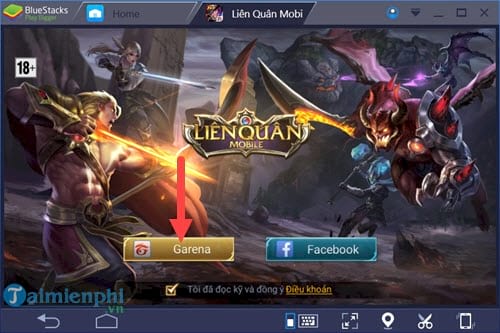 BlueStacks
Play Bigger
Home
Liên Quân Mobi
18+
LIÊN QUÂN
MOBILE
Garena
Facebook
Taimienphi
.vn
Tôi đã đọc kỹ và đồng ý Điều khoản